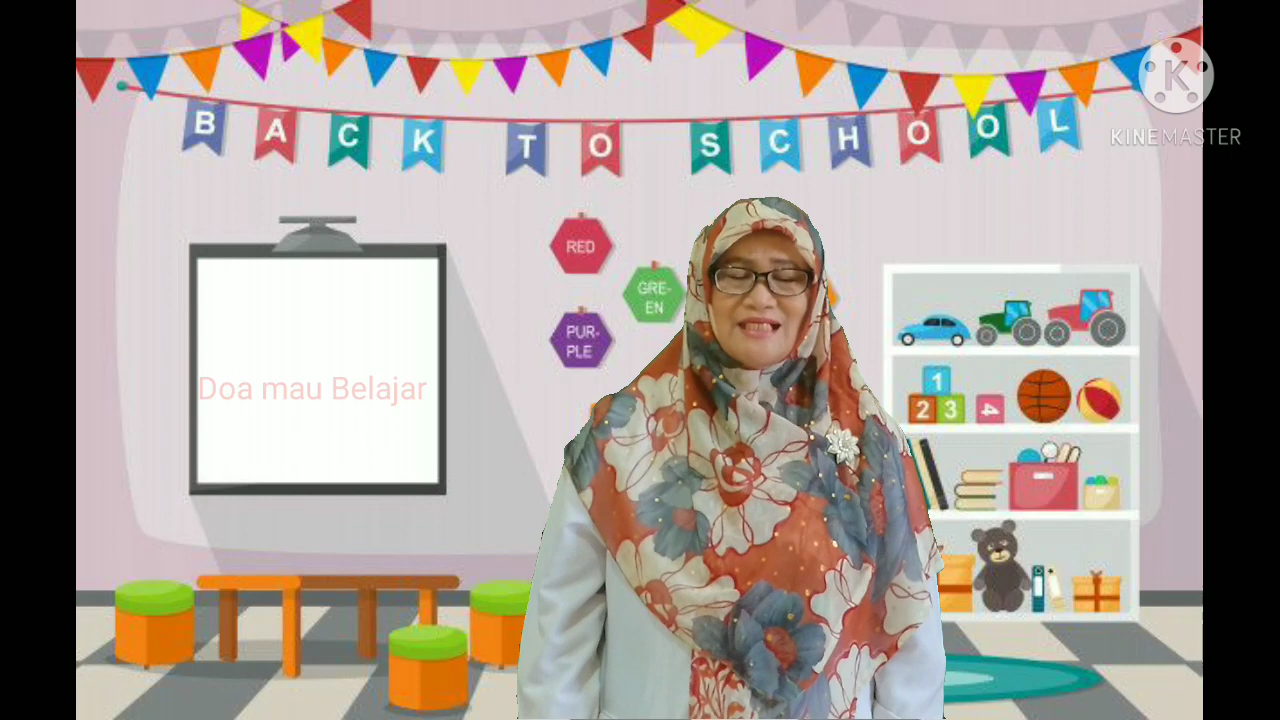 BACK TO SCHOOL
KINEMASTER
RED
GRE-
EN
PUR-
PLE
Doa mau Belajar
1
2 3 4